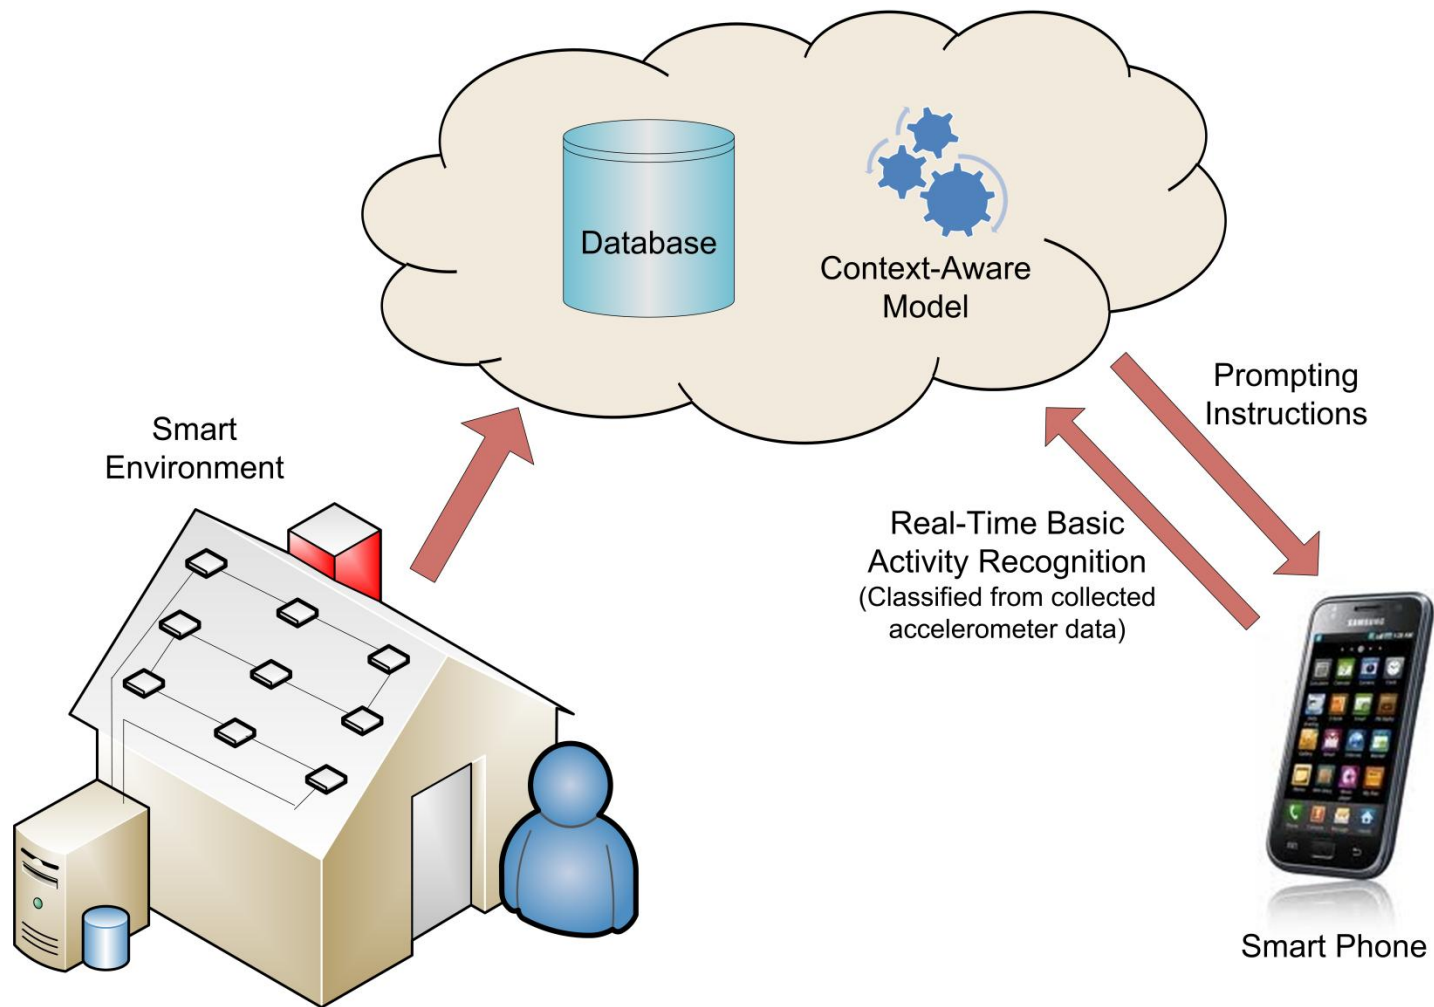 Database
Context-Aware
Model
Prompting
Instructions
Smart
Environment
Real-Time Basic
Activity Recognition
(Classified from collected
accelerometer data)
SAMSUNG
Smart Phone